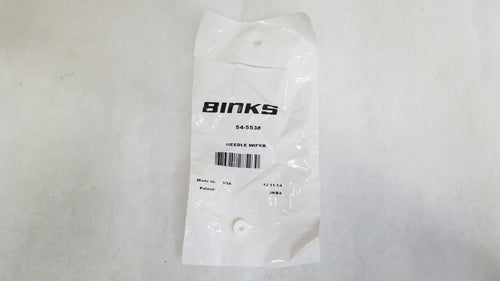 BINKS
54-5538
NEEDLE WIPER
Made In: USA 12/11/14
Patent: